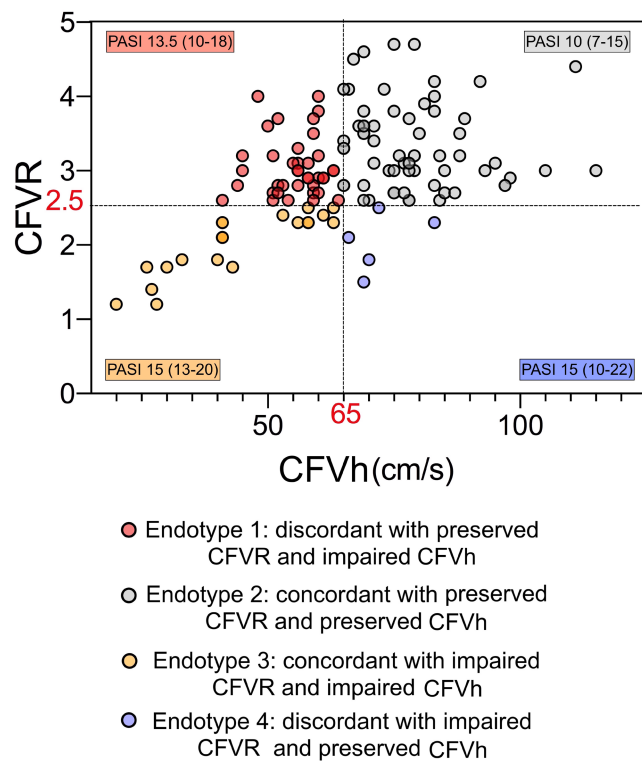 5
PASI 13.5 (10-18)
PASI 10 (7-15)
4
CFVR
3
2.5
2
1
PASI 15 (13-20)
PASI 15 (10-22)
0
50
65
100
CFVh (cm/s)
Endotype 1: discordant with preserved
CFVR and impaired CFVh
Endotype 2: concordant with preserved
CFVR and preserved CFVh
Endotype 3: concordant with impaired
CFVR and impaired CFVh
Endotype 4: discordant with impaired
CFVR and preserved CFVh